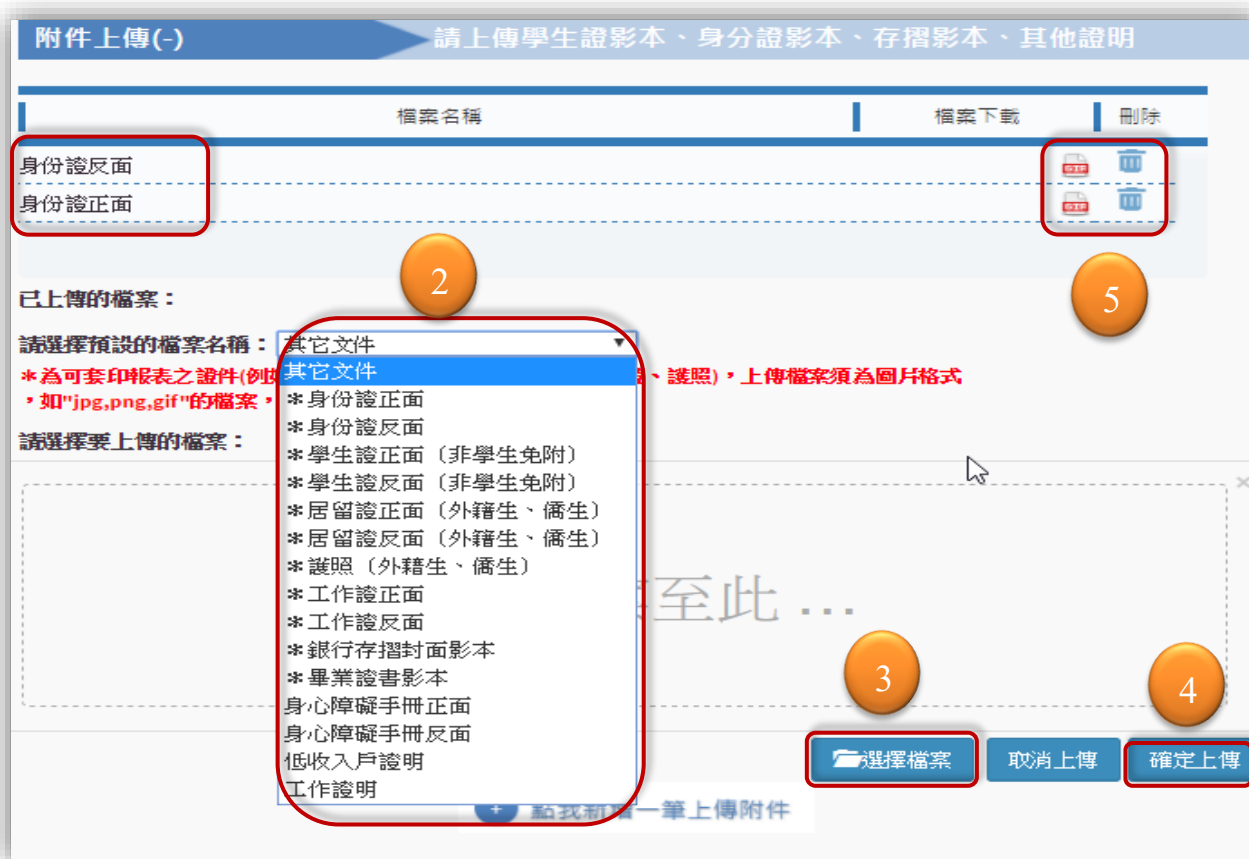 附件上傳(-)
請上傳學生證影本、身分證影本、存摺影本、其他證明
檔案名稱 檔案下載 刪除
身份證反面
身份證正面
2
5
已上傳的檔案：
請選擇預設的檔案名稱： 其它文件
其它文件
＊為可套印報表之證件(例如 、護照)，上傳檔案須為圖片格式
，如"jpg,png,gif"的檔案，
＊身份證正面
＊身份證反面
請選擇要上傳的檔案：
＊學生證正面（非學生免附）
＊學生證反面（非學生免附）
＊居留證正面（外籍生、僑生）
＊居留證反面（外籍生、僑生）
＊護照（外籍生、僑生）
＊工作證正面
＊工作證反面
＊銀行存摺封面影本
＊畢業證書影本
身心障礙手冊正面
身心障礙手冊反面
低收入戶證明
工作證明
至此 ...
3
4
選擇檔案 取消上傳 確定上傳
點我新增一筆上傳附件